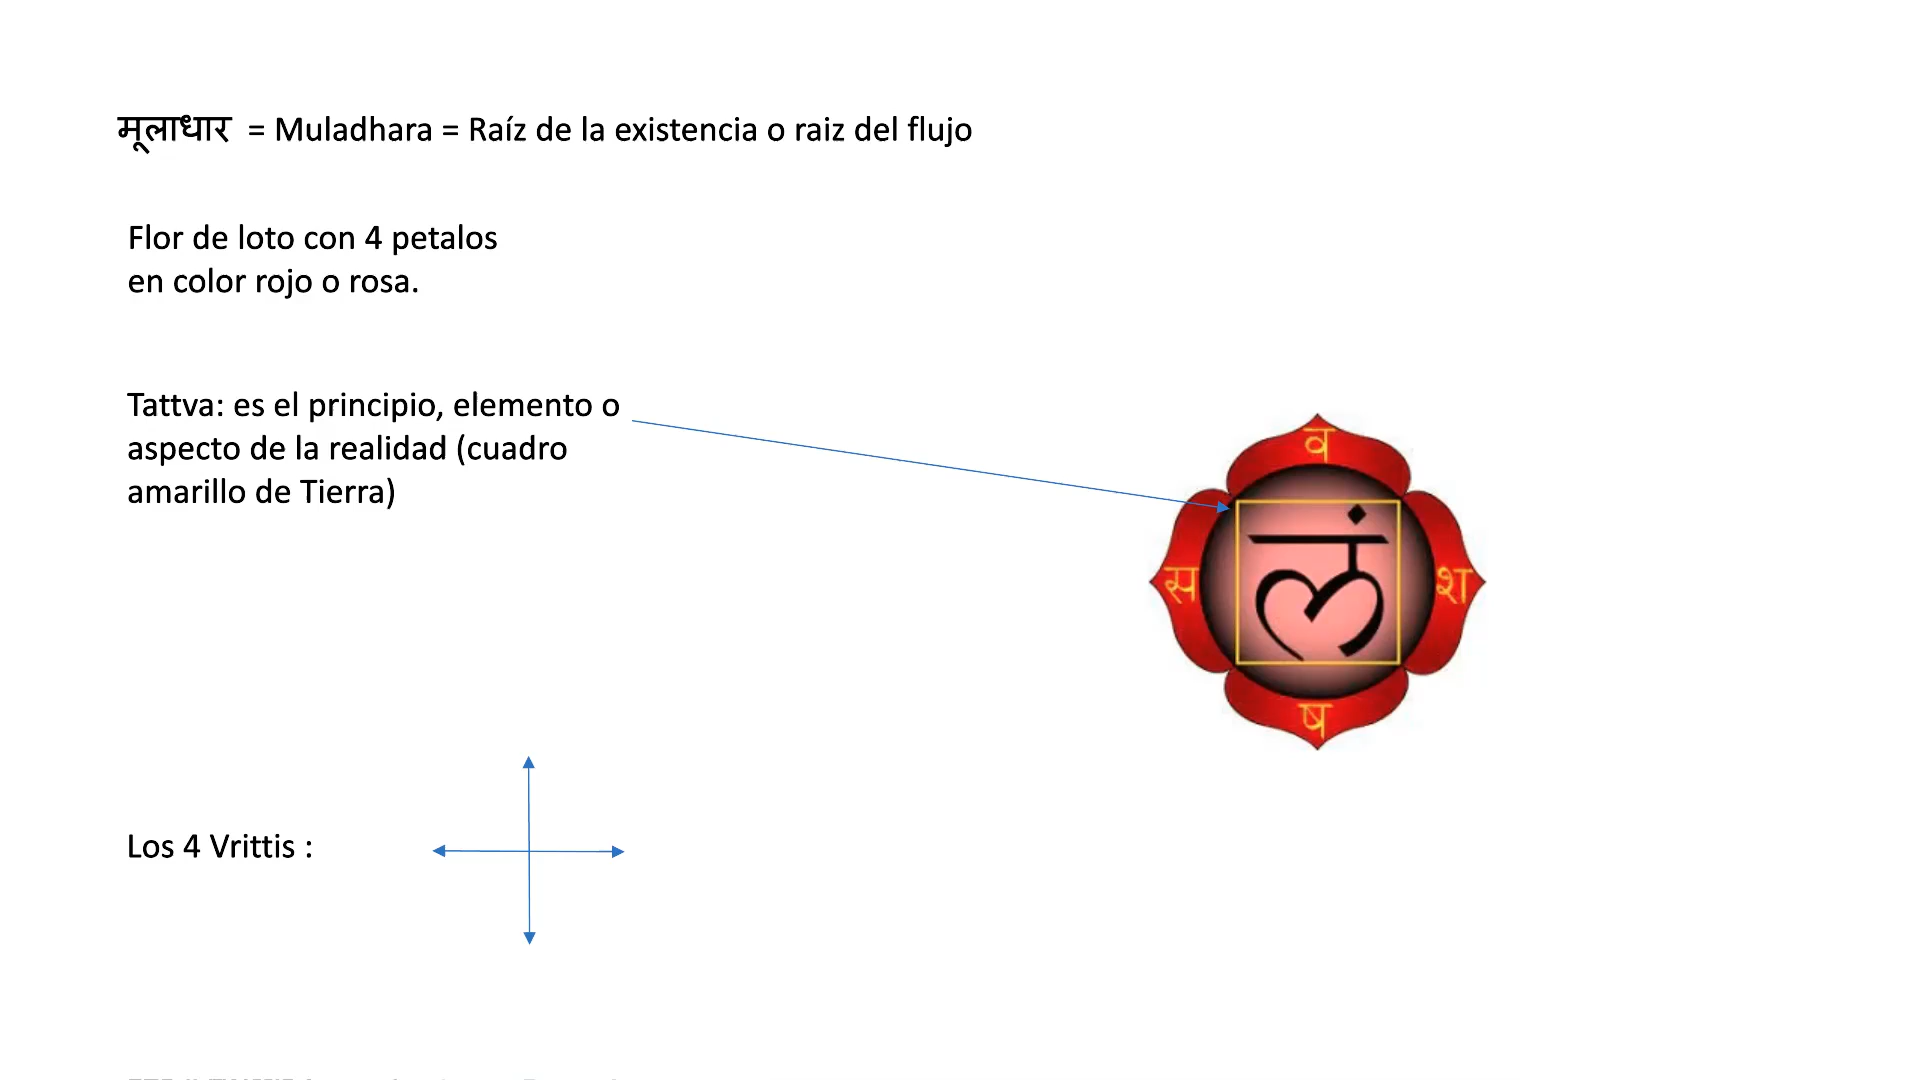 मूलाधार = Muladhara = Raíz de la existencia o raiz del flujo
Flor de loto con 4 petalos
en color rojo o rosa.
Tattva: es el principio, elemento o
aspecto de la realidad (cuadro
amarillo de Tierra)
व
लं
स
श
ष
Los 4 Vrittis :